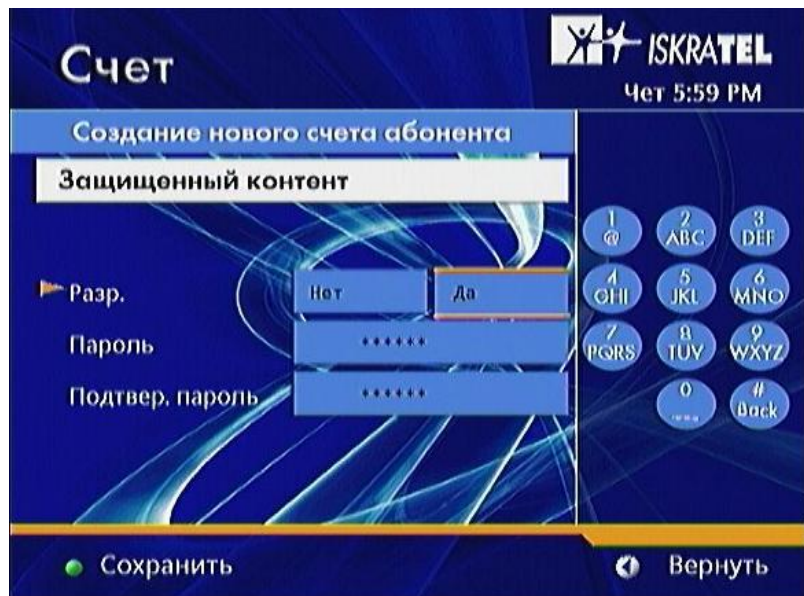 Счет
ISKRATEL
Чет 5:59 PM
Создание нового счета абонента
Защищенный контент
Разр.
Нет
Да
Пароль
******
Подтвер. пароль
******
1
@
2
ABC
3
DEF
4
GHI
5
JKL
6
MNO
7
PQRS
8
TUV
9
WXYZ
0
#
Back
Сохранить
Вернуть